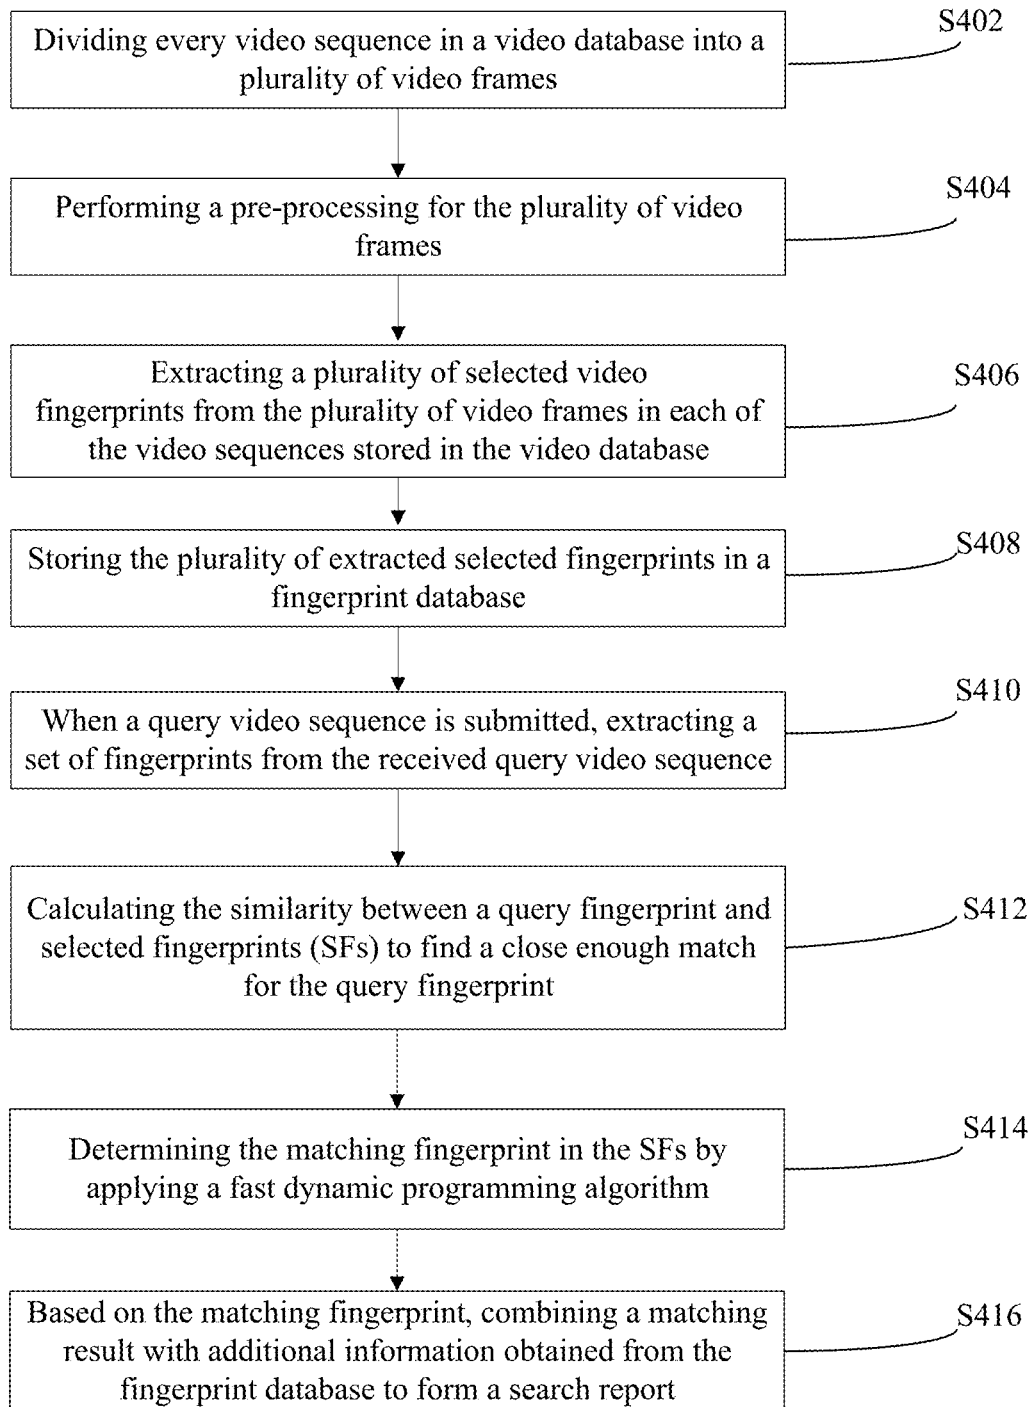 S402
Dividing every video sequence in a video database into a
plurality of video frames
S404
Performing a pre-processing for the plurality of video
frames
S406
Extracting a plurality of selected video
fingerprints from the plurality of video frames in each of
the video sequences stored in the video database
S408
Storing the plurality of extracted selected fingerprints in a
fingerprint database
S410
When a query video sequence is submitted, extracting a
set of fingerprints from the received query video sequence
S412
Calculating the similarity between a query fingerprint and
selected fingerprints (SFs) to find a close enough match
for the query fingerprint
S414
Determining the matching fingerprint in the SFs by
applying a fast dynamic programming algorithm
S416
Based on the matching fingerprint, combining a matching
result with additional information obtained from the
fingerprint database to form a search report